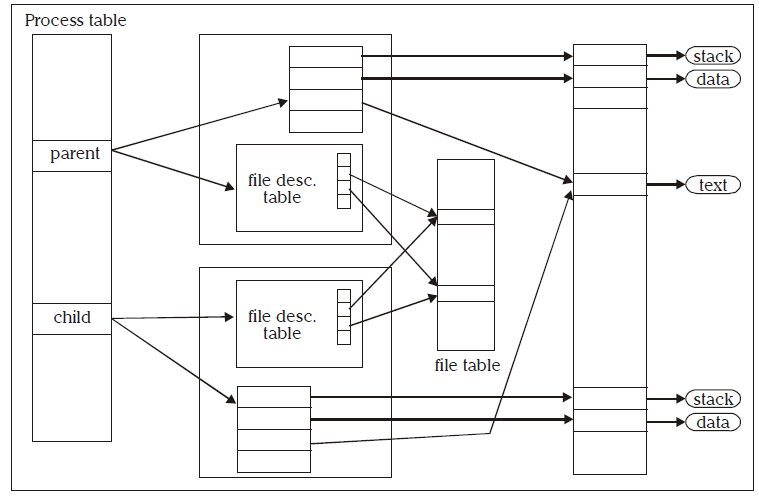 Process table
stack
data
parent
file desc.
table
text
child
file desc.
table
file table
stack
data